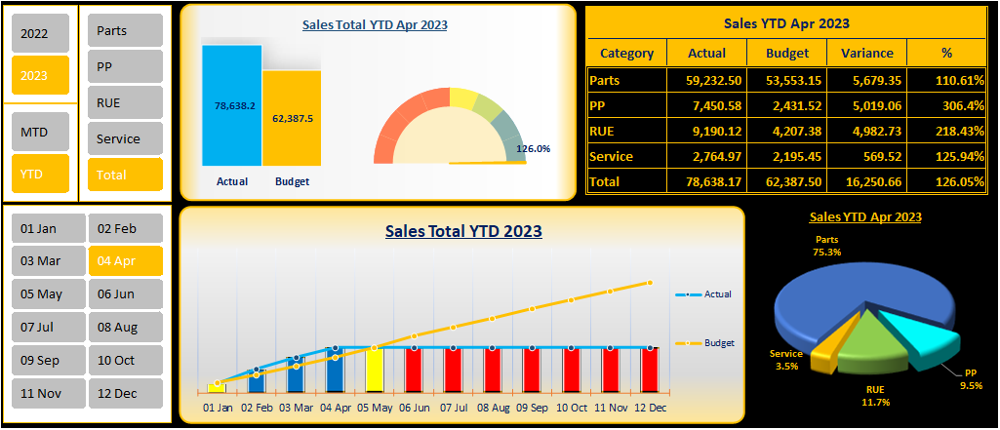 2022
2023
MTD
YTD
Parts
PP
RUE
Service
Total
Sales Total YTD Apr 2023
78,638.2
62,387.5
Actual
Budget
126.0%
Sales YTD Apr 2023
Category Actual Budget Variance %
Parts 59,232.50 53,553.15 5,679.35 110.61%
PP 7,450.58 2,431.52 5,019.06 306.4%
RUE 9,190.12 4,207.38 4,982.73 218.43%
Service 2,764.97 2,195.45 569.52 125.94%
Total 78,638.17 62,387.50 16,250.66 126.05%
01 Jan 02 Feb
03 Mar 04 Apr
05 May 06 Jun
07 Jul 08 Aug
09 Sep 10 Oct
11 Nov 12 Dec
Sales Total YTD 2023
Actual
Budget
01 Jan 02 Feb 03 Mar 04 Apr 05 May 06 Jun 07 Jul 08 Aug 09 Sep 10 Oct 11 Nov 12 Dec
Sales YTD Apr 2023
Parts
75.3%
Service
3.5%
RUE
11.7%
PP
9.5%